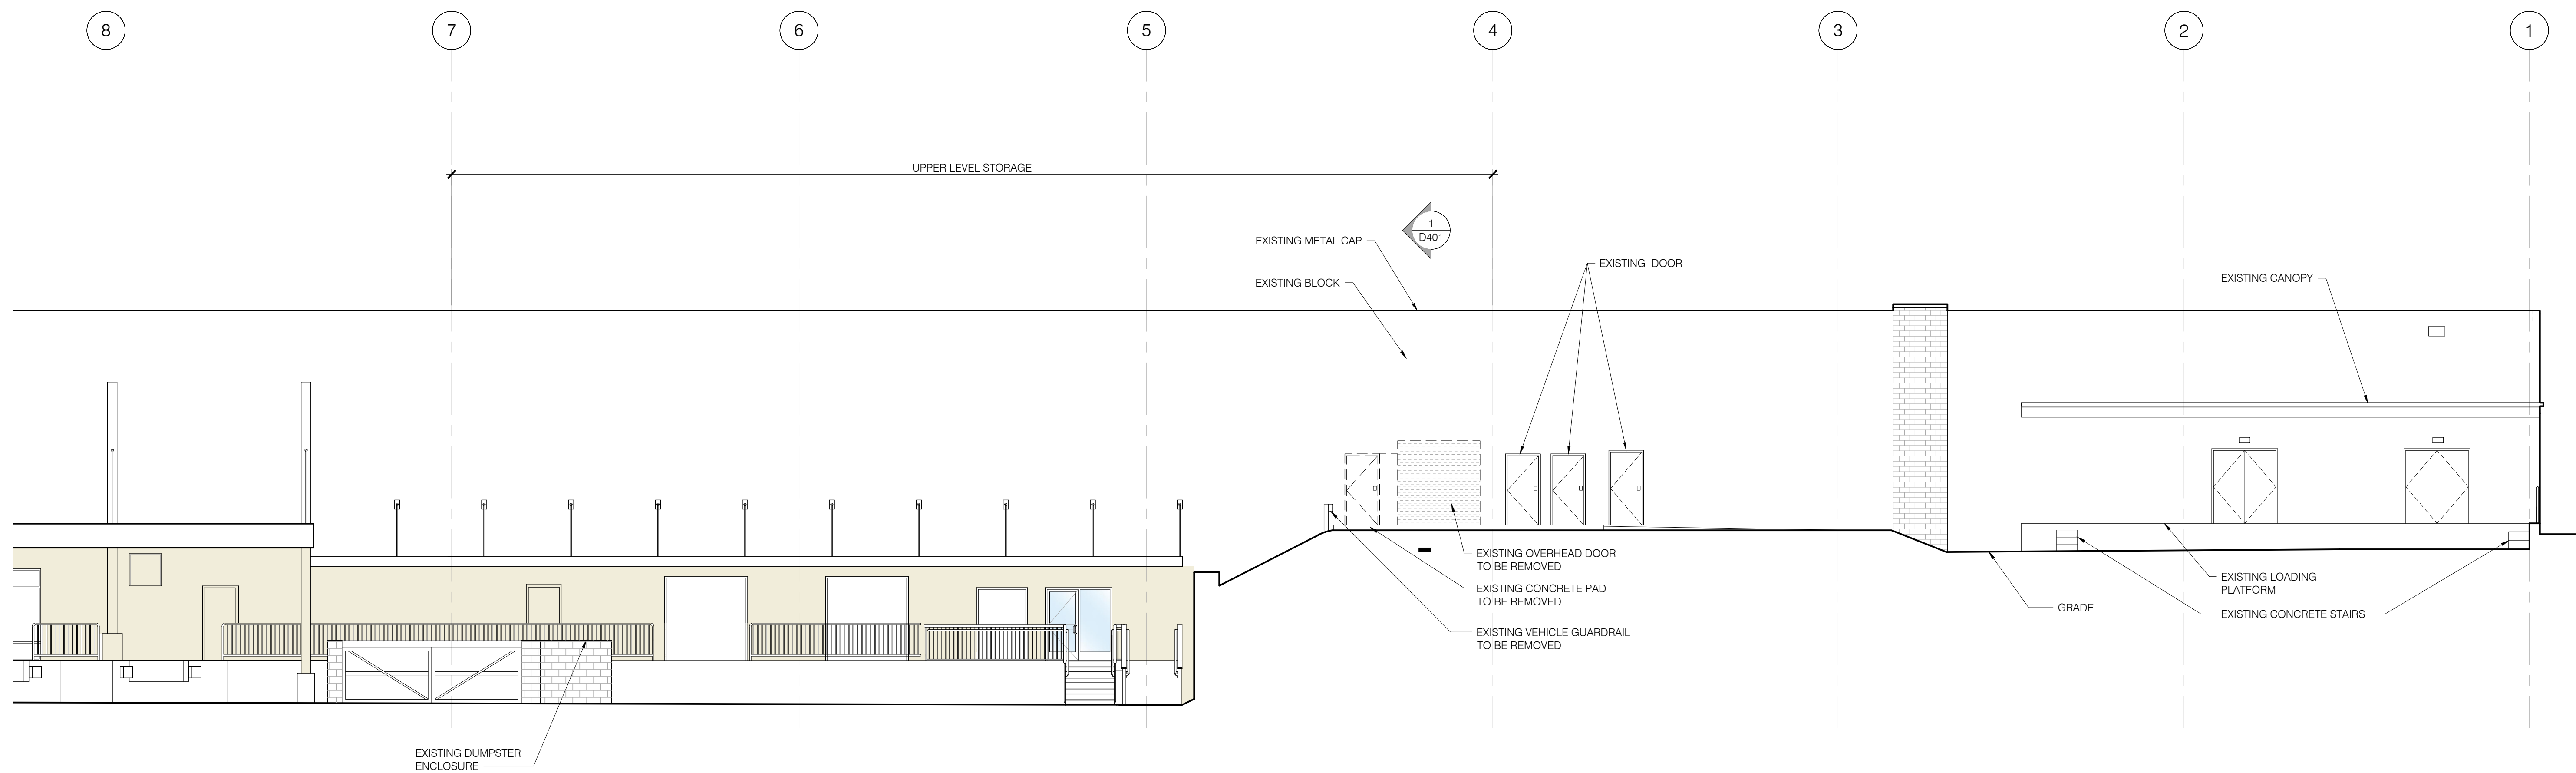 8
7
6
5
4
3
2
1
UPPER LEVEL STORAGE
1
D401
EXISTING METAL CAP
EXISTING BLOCK
EXISTING  DOOR
EXISTING CANOPY
EXISTING OVERHEAD DOOR
TO BE REMOVED
EXISTING CONCRETE PAD
TO BE REMOVED
EXISTING VEHICLE GUARDRAIL
TO BE REMOVED
EXISTING LOADING
PLATFORM
GRADE
EXISTING CONCRETE STAIRS
EXISTING DUMPSTER
ENCLOSURE